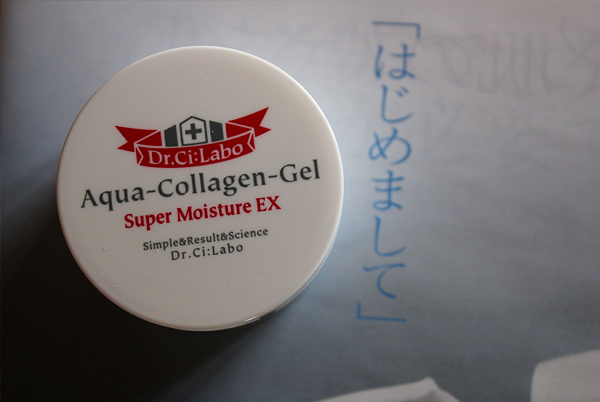 Dr.Ci:Labo
Aqua-Collagen-Gel
Super Moisture EX
Simple&Result&Science
Dr.Ci:Labo
「はじめまして」